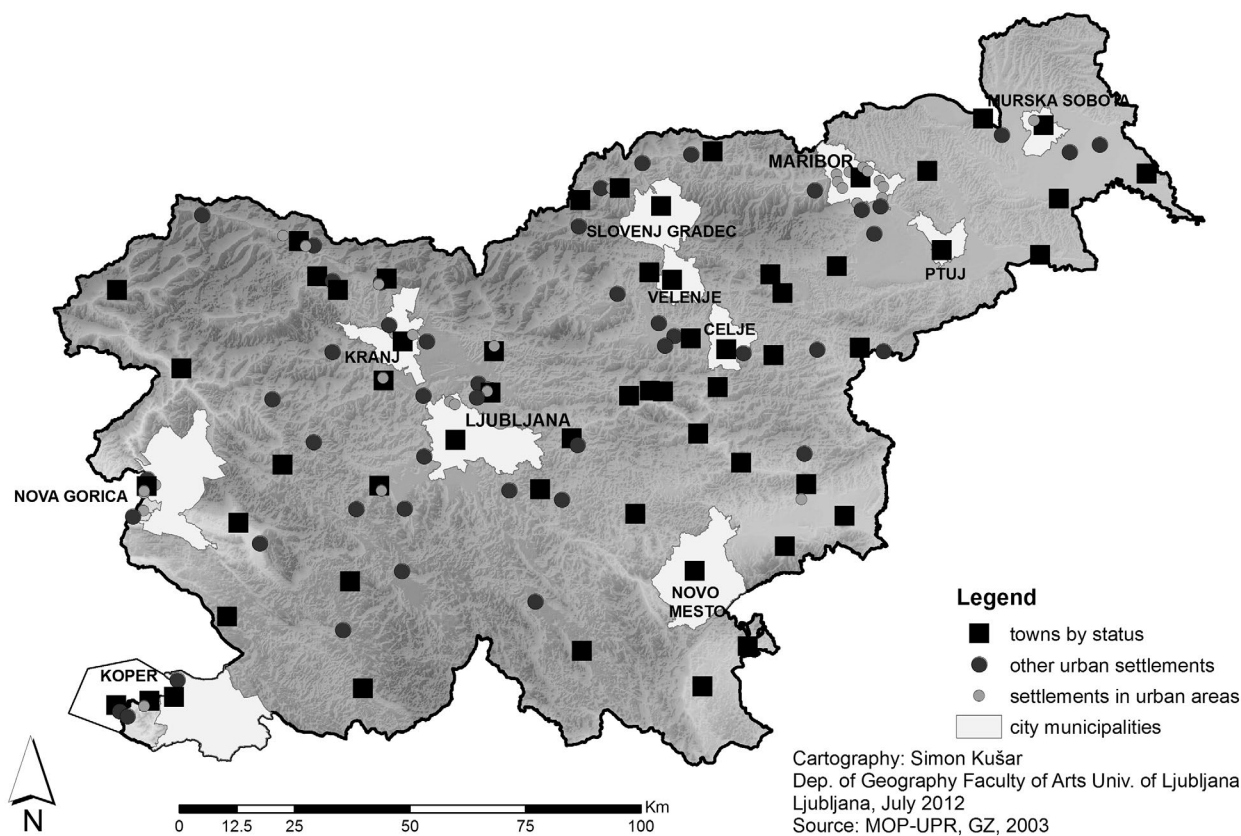 MURSKA SOBOTA
MARIBOR
SLOVENJ GRADEC
PTUJ
VELENJE
CELJE
KRANJ
LJUBLJANA
NOVA GORICA
NOVO
MESTO
KOPER
Legend
towns by status
other urban settlements
settlements in urban areas
city municipalities
Cartography: Simon Kušar
Dep. of Geography Faculty of Arts Univ. of Ljubljana
Ljubljana, July 2012
Source: MOP-UPR, GZ, 2003
N
Km
0 12.5 25 50 75 100